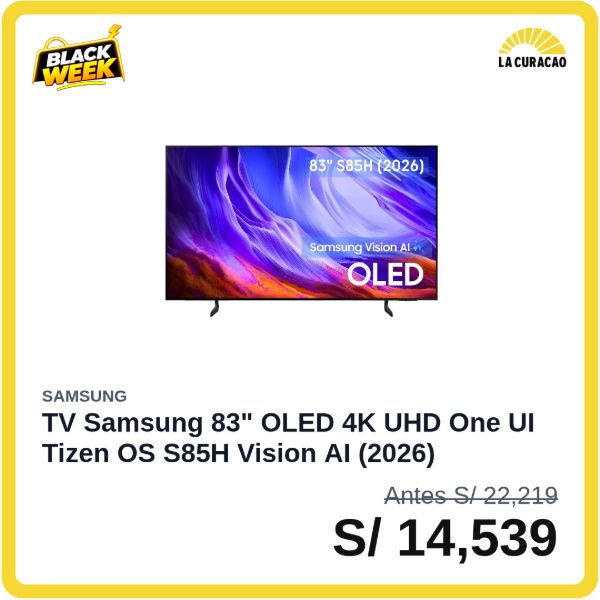 BLACK
WEEK
LA CURACAO
83" S85H (2026)
Samsung Vision AI
OLED
SAMSUNG
TV Samsung 83" OLED 4K UHD One UI
Tizen OS S85H Vision AI (2026)
Antes S/ 22,219
S/ 14,539